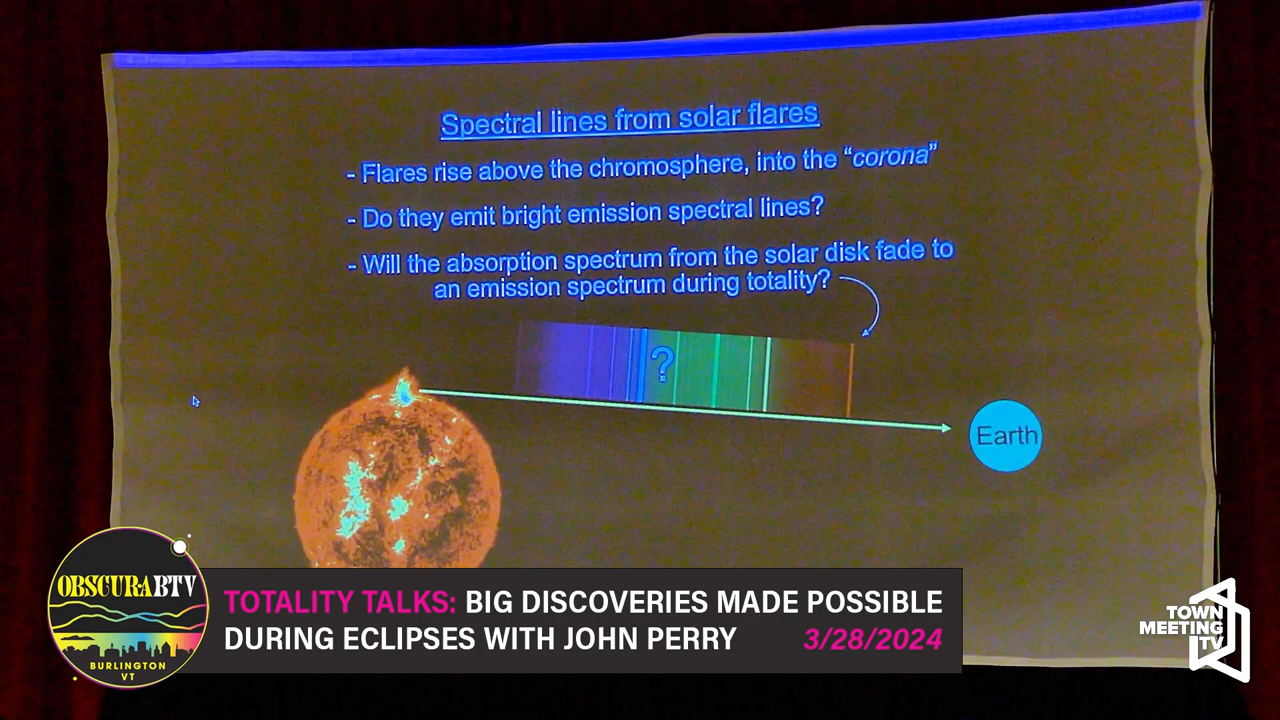 Spectral lines from solar flares
- Flares rise above the chromosphere, into the “corona”
- Do they emit bright emission spectral lines?
- Will the absorption spectrum from the solar disk fade to
an emission spectrum during totality?
?
Earth
OBSCURABTV
BURLINGTON
VT
TOTALITY TALKS: BIG DISCOVERIES MADE POSSIBLE
DURING ECLIPSES WITH JOHN PERRY 3/28/2024
TOWN
MEETING
TV